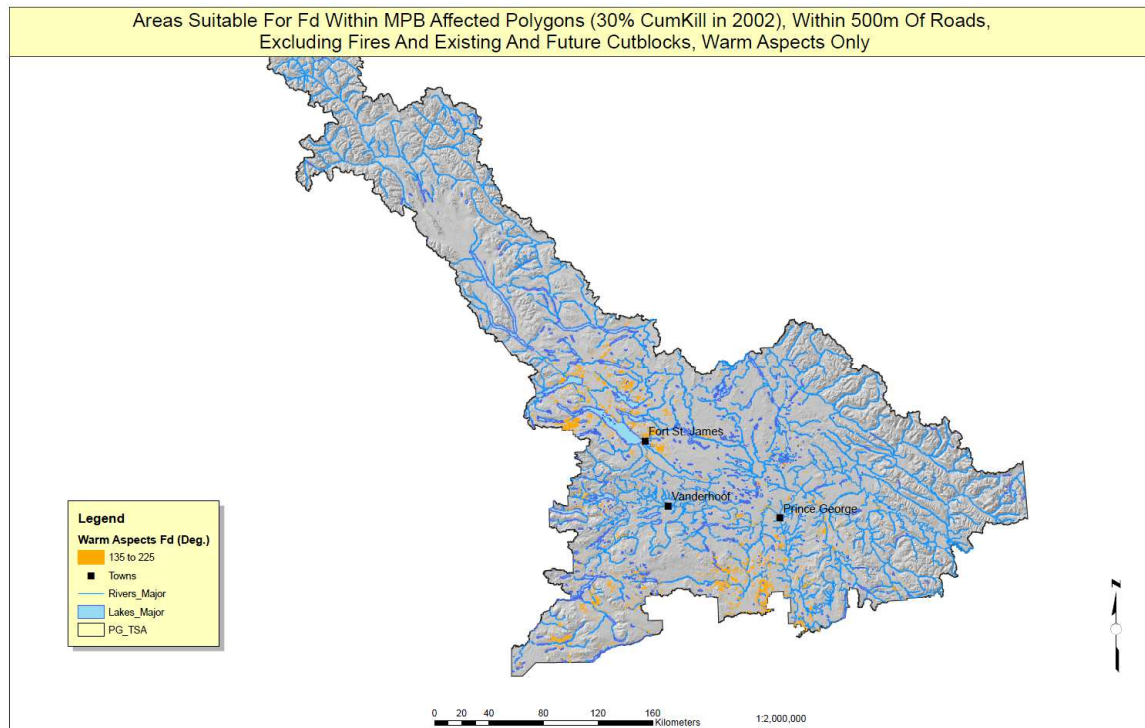 Areas Suitable For Fd Within MPB Affected Polygons (30% CumKill in 2002), Within 500m Of Roads,
Excluding Fires And Existing And Future Cutblocks, Warm Aspects Only
Fort St. James
Vanderhoof
Prince George
Legend
Warm Aspects Fd (Deg.)
135 to 225
Towns
Rivers_Major
Lakes_Major
PG_TSA
N
0 20 40 80 120 160
Kilometers
1:2,000,000